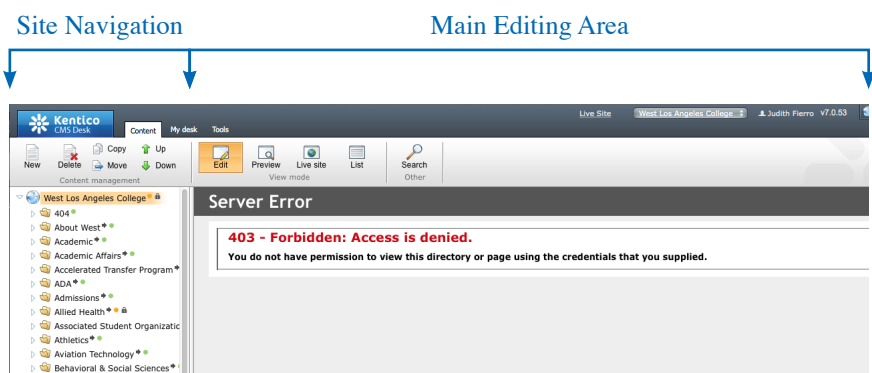 Site Navigation
Main Editing Area
Live Site
West Los Angeles College
Judith Fierro
v7.0.53
Kentico
CMS Desk
Content
My desk
Tools
New
Delete
Copy
Move
Up
Down
Content management
Edit
Preview
Live site
List
View mode
Search
Other
West Los Angeles College
404
About West
Academic
Academic Affairs
Accelerated Transfer Program
ADA
Admissions
Allied Health
Associated Student Organizatic
Athletics
Aviation Technology
Behavioral & Social Sciences
Server Error
403 - Forbidden: Access is denied.
You do not have permission to view this directory or page using the credentials that you supplied.